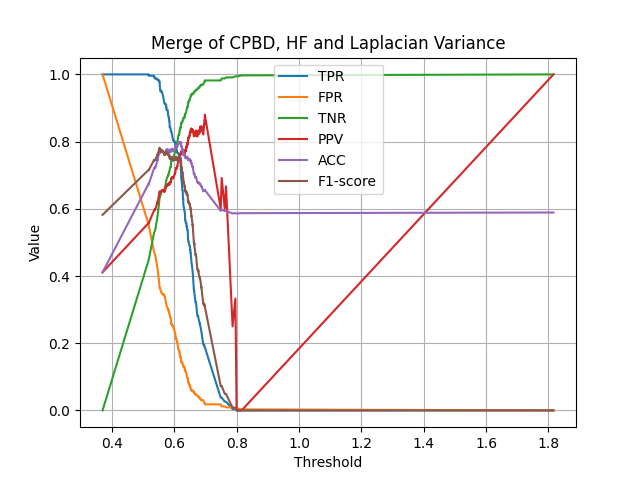 Merge of CPBD, HF and Laplacian Variance
1.0
0.8
0.6
0.4
0.2
0.0
Value
TPR
FPR
TNR
PPV
ACC
F1-score
0.4 0.6 0.8 1.0 1.2 1.4 1.6 1.8
Threshold